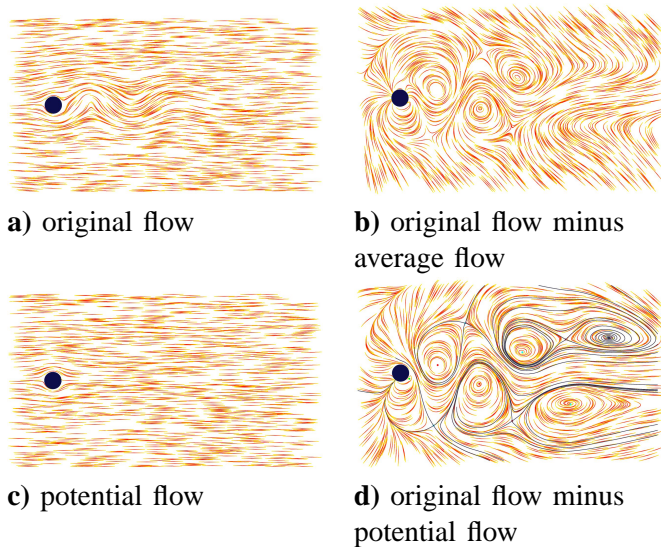 a) original flow
b) original flow minus
average flow
c) potential flow
d) original flow minus
potential flow